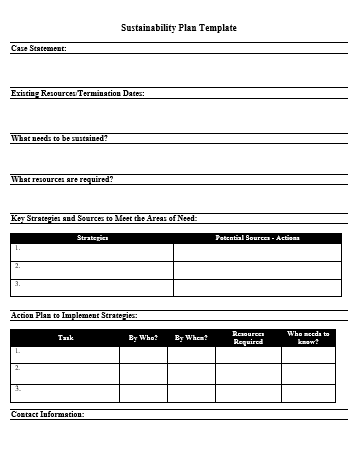 Sustainability Plan Template
Case Statement:
Existing Resources/Termination Dates:
What needs to be sustained?
What resources are required?
Key Strategies and Sources to Meet the Areas of Need:
Strategies Potential Sources - Actions
1.
2.
3.
Action Plan to Implement Strategies:
Task By Who? By When? Resources Required Who needs to know?
1.
2.
3.
Contact Information: